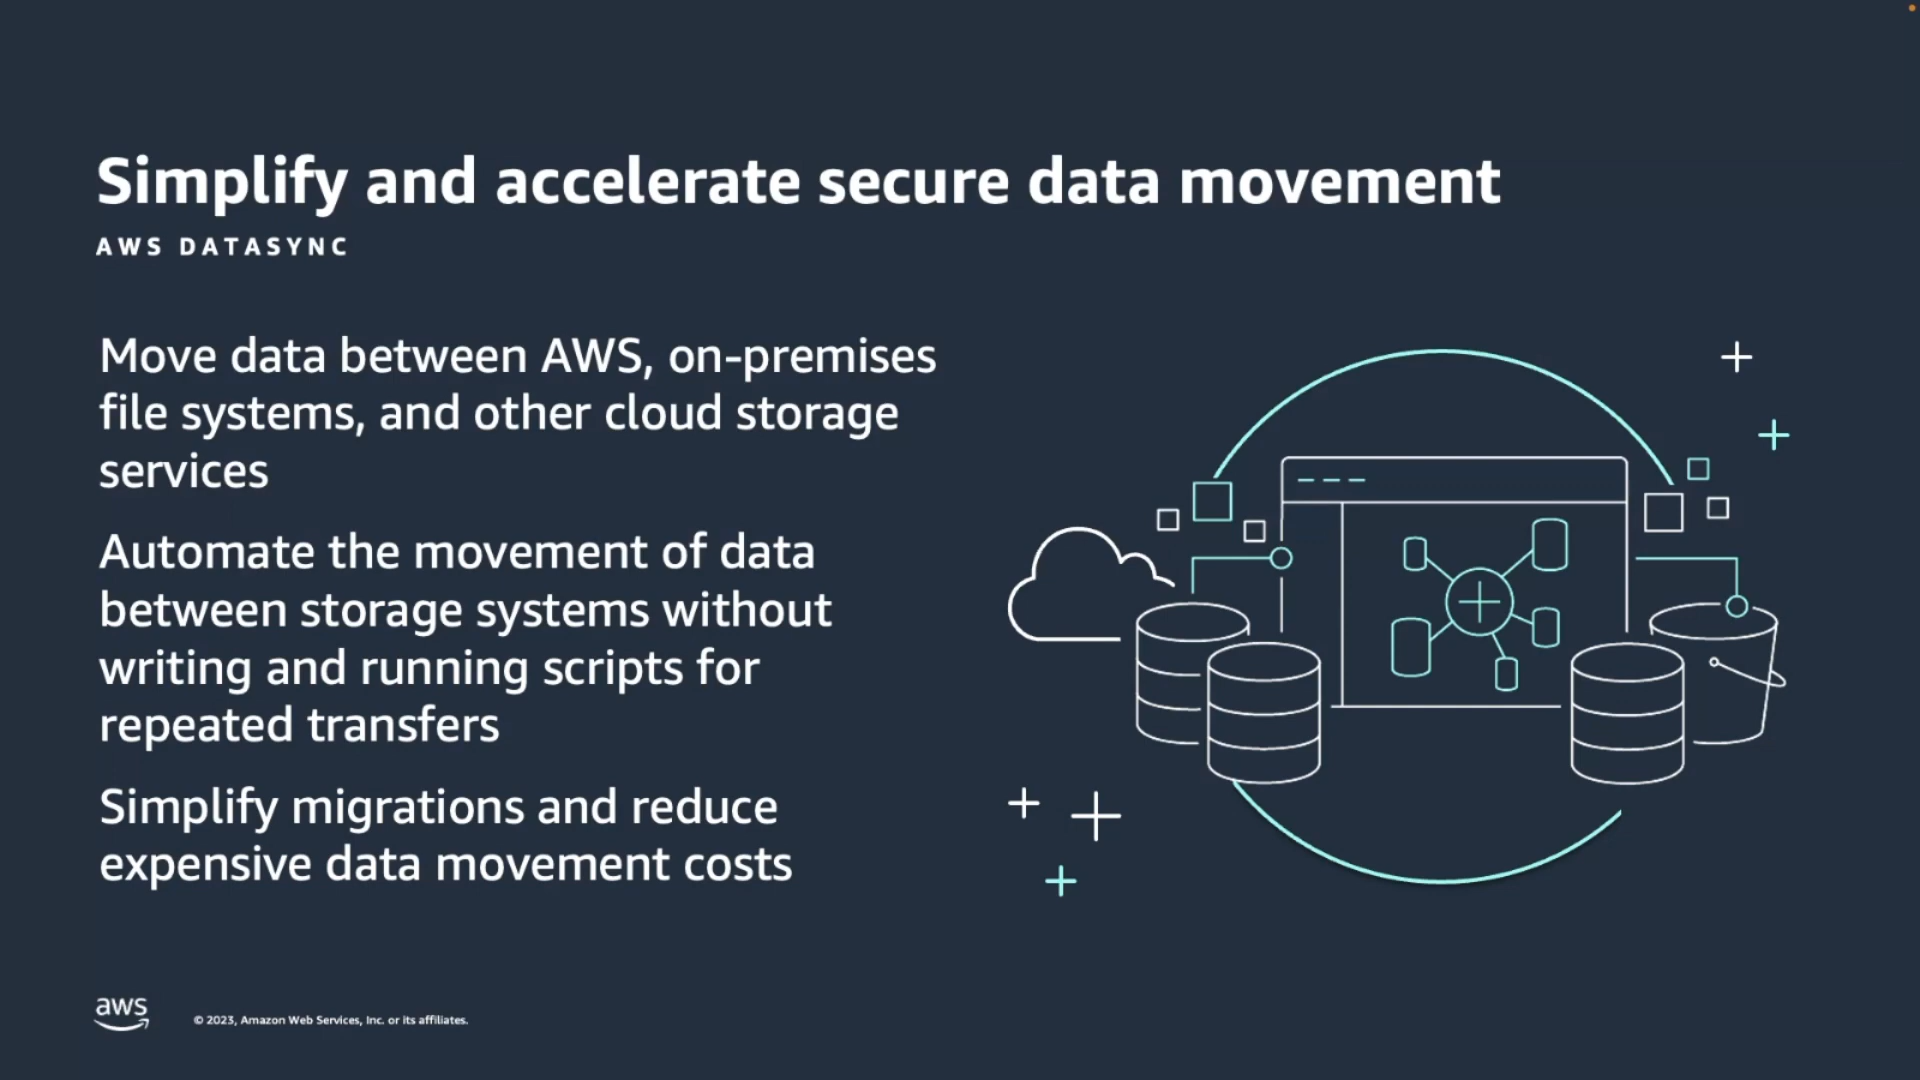 Simplify and accelerate secure data movement
AWS DATASYNC
Move data between AWS, on-premises
file systems, and other cloud storage
services
Automate the movement of data
between storage systems without
writing and running scripts for
repeated transfers
Simplify migrations and reduce
expensive data movement costs
aws
© 2023, Amazon Web Services, Inc. or its affiliates.